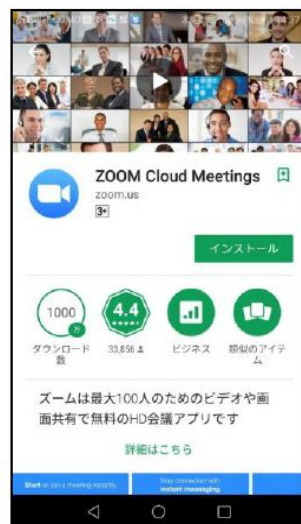 ZOOM Cloud Meetings
zoom.us
3+
インストール
1000
万
4.4
ダウンロード
数
33,856
ビジネス
類似のアイテ
ム
ズームは最大100人のためのビデオや画
面共有で無料のHD会議アプリです
詳細はこちら
Start or join a meeting instantly
Stay connected with
instant messaging